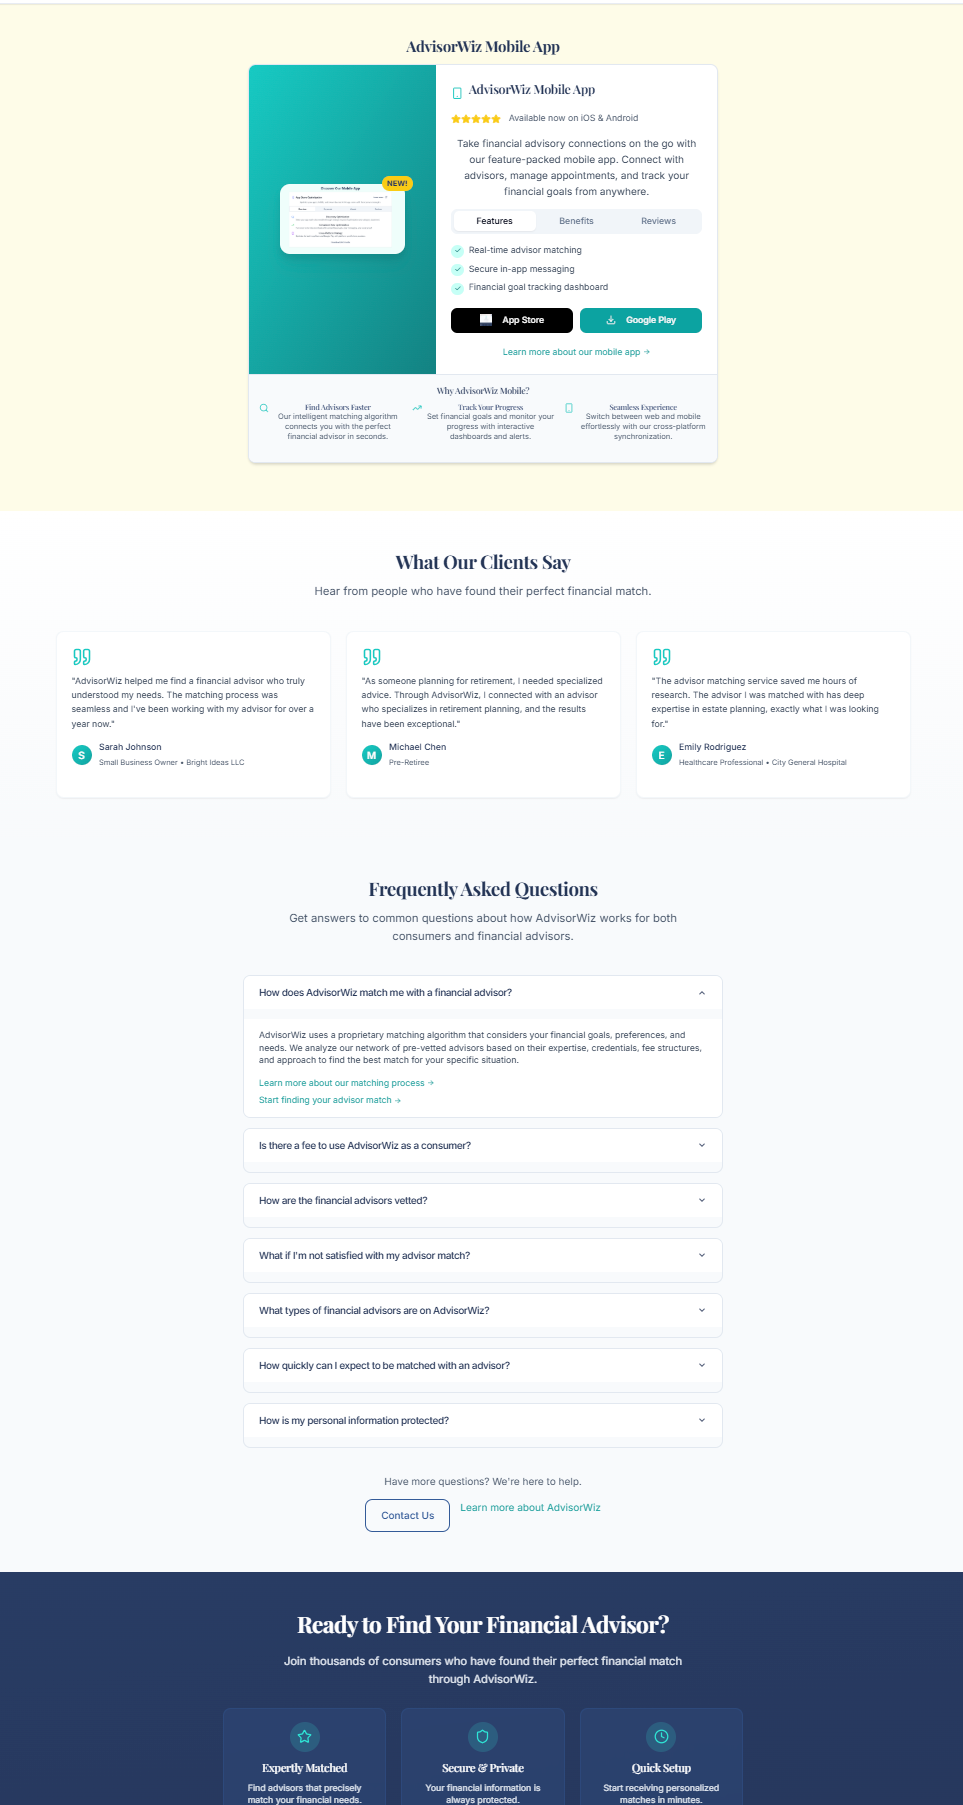 AdvisorWiz Mobile App
Discover Our Mobile App
NEW!
AdvisorWiz Mobile App
Available now on iOS & Android
Take financial advisory connections on the go with
our feature-packed mobile app. Connect with
advisors, manage appointments, and track your
financial goals from anywhere.
Features Benefits Reviews
Real-time advisor matching
Secure in-app messaging
Financial goal tracking dashboard
App Store Google Play
Learn more about our mobile app →
Why AdvisorWiz Mobile?
Find Advisors Faster
Our intelligent matching algorithm
connects you with the perfect
financial advisor in seconds.
Track Your Progress
Set financial goals and monitor your
progress with interactive
dashboards and alerts.
Seamless Experience
Switch between web and mobile
effortlessly with our cross-platform
synchronization.
What Our Clients Say
Hear from people who have found their perfect financial match.
"AdvisorWiz helped me find a financial advisor who truly
understood my needs. The matching process was
seamless and I've been working with my advisor for over a
year now."
S
Sarah Johnson
Small Business Owner • Bright Ideas LLC
"As someone planning for retirement, I needed specialized
advice. Through AdvisorWiz, I connected with an advisor
who specializes in retirement planning, and the results
have been exceptional."
M
Michael Chen
Pre-Retiree
"The advisor matching service saved me hours of
research. The advisor I was matched with has deep
expertise in estate planning, exactly what I was looking
for."
E
Emily Rodriguez
Healthcare Professional • City General Hospital
Frequently Asked Questions
Get answers to common questions about how AdvisorWiz works for both
consumers and financial advisors.
How does AdvisorWiz match me with a financial advisor?
AdvisorWiz uses a proprietary matching algorithm that considers your financial goals, preferences, and
needs. We analyze our network of pre-vetted advisors based on their expertise, credentials, fee structures,
and approach to find the best match for your specific situation.
Learn more about our matching process →
Start finding your advisor match →
Is there a fee to use AdvisorWiz as a consumer?
How are the financial advisors vetted?
What if I'm not satisfied with my advisor match?
What types of financial advisors are on AdvisorWiz?
How quickly can I expect to be matched with an advisor?
How is my personal information protected?
Have more questions? We're here to help.
Contact Us
Learn more about AdvisorWiz
Ready to Find Your Financial Advisor?
Join thousands of consumers who have found their perfect financial match
through AdvisorWiz.
Expertly Matched
Find advisors that precisely
match your financial needs.
Secure & Private
Your financial information is
always protected.
Quick Setup
Start receiving personalized
matches in minutes.